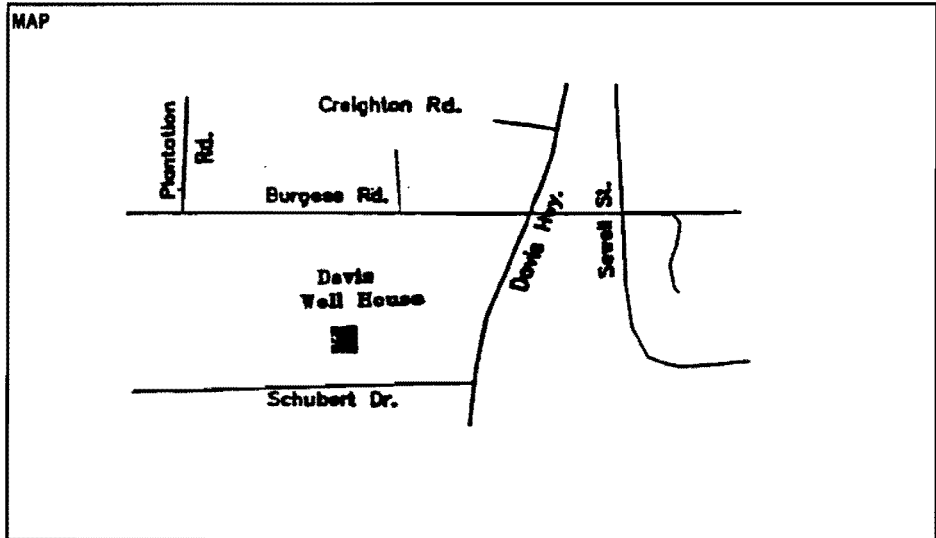 MAP
Creighton Rd.
Plantation
Rd.
Burgess Rd.
Davis Hwy.
Sewell St.
Davis
Well House
Schubert Dr.